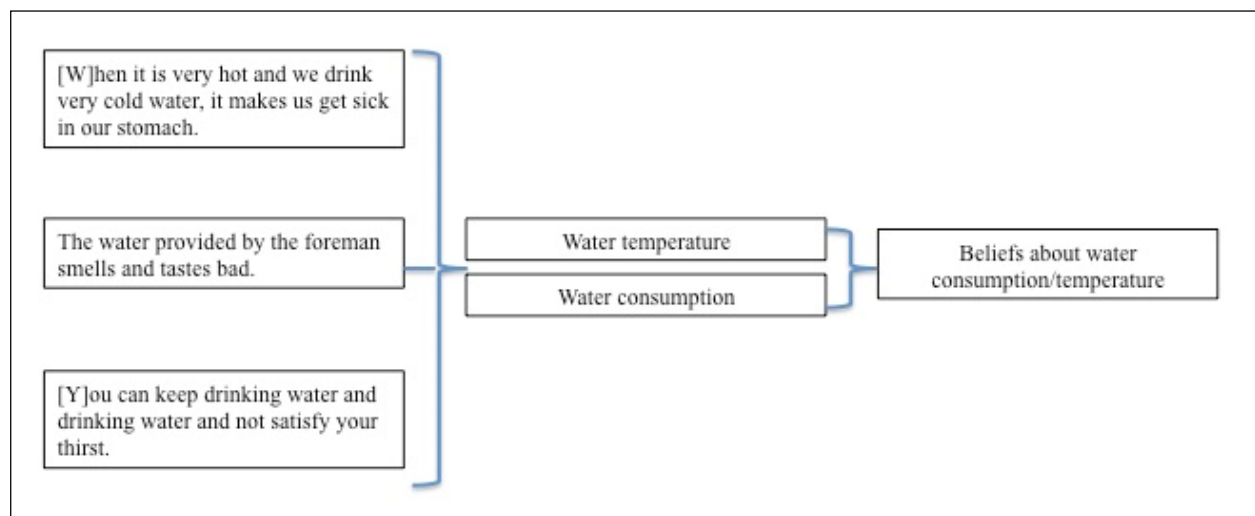 [W]hen it is very hot and we drink
very cold water, it makes us get sick
in our stomach.
The water provided by the foreman
smells and tastes bad.
[Y]ou can keep drinking water and
drinking water and not satisfy your
thirst.
Water temperature
Water consumption
Beliefs about water
consumption/temperature